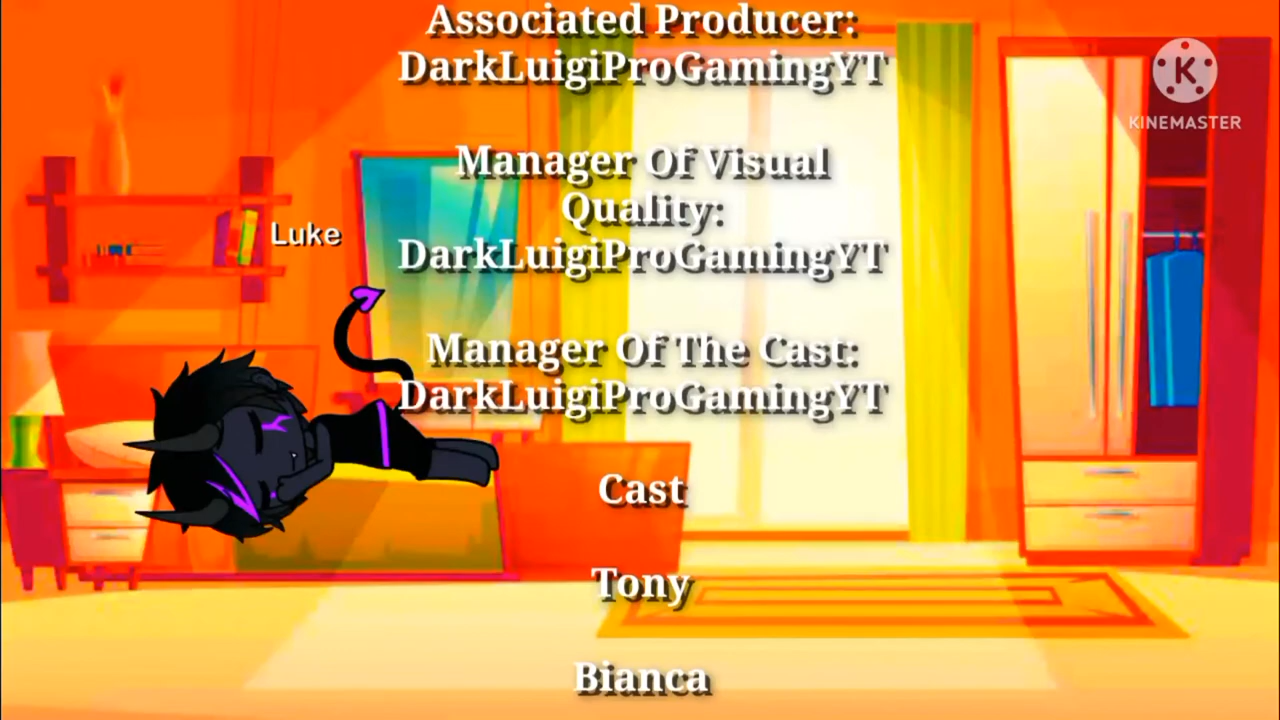 Associated Producer:
DarkLuigiProGamingYT
K
KINEMASTER
Manager Of Visual
Quality:
DarkLuigiProGamingYT
Luke
Manager Of The Cast:
DarkLuigiProGamingYT
Cast
Tony
Bianca